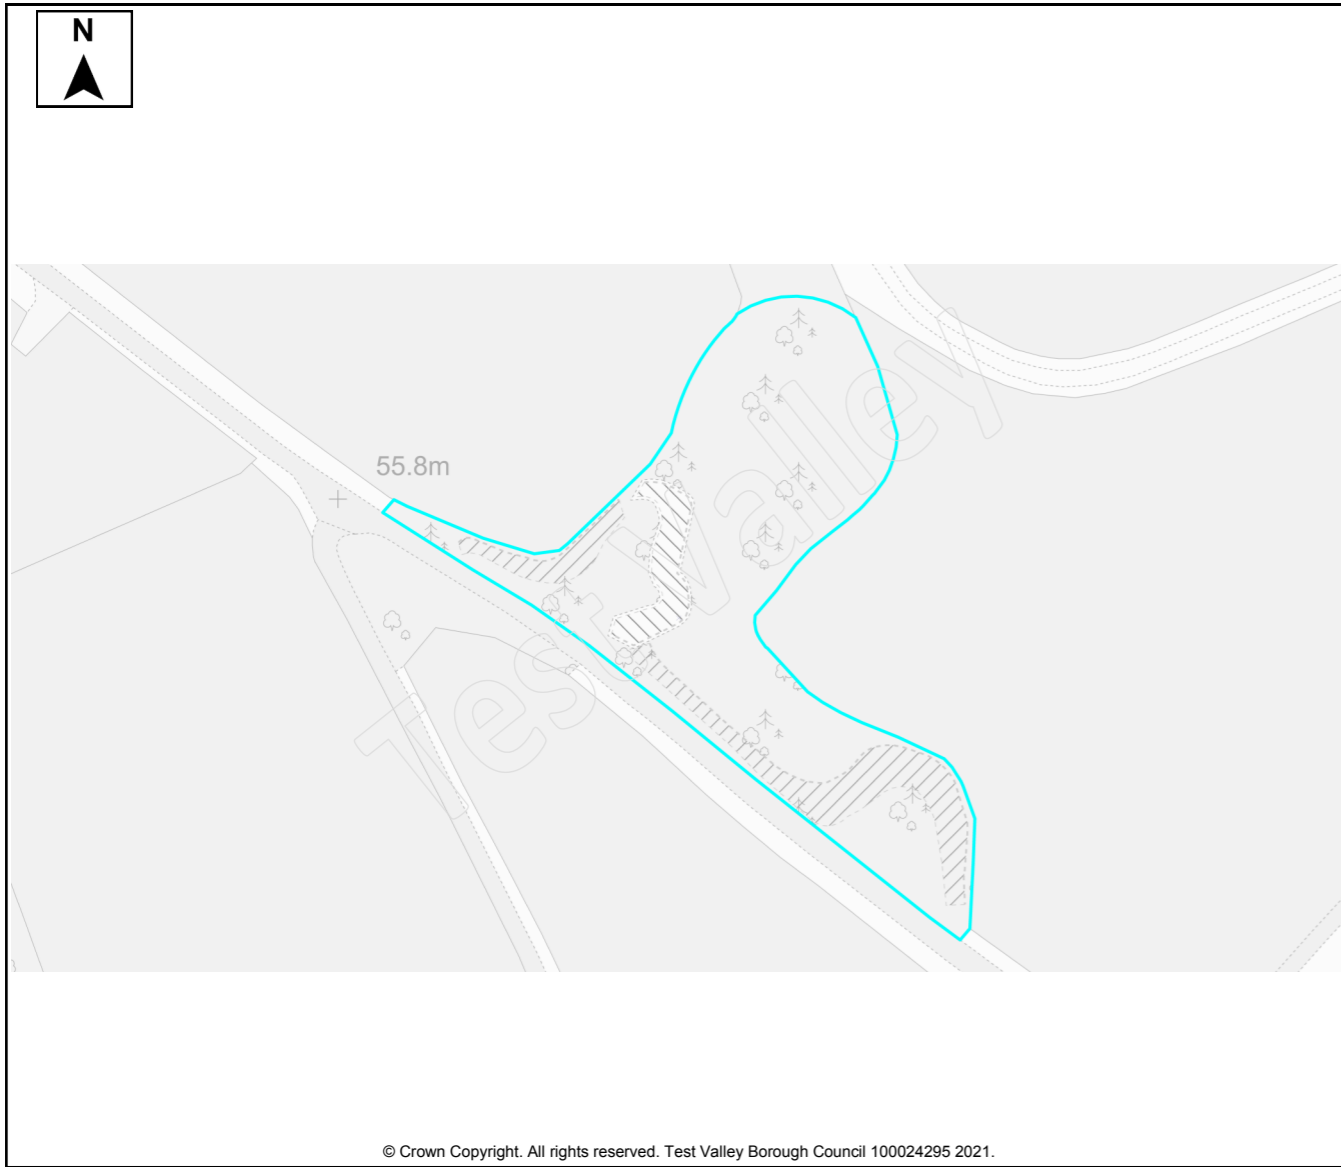 N
55.8m
Test Valley
© Crown Copyright. All rights reserved. Test Valley Borough Council 100024295 2021.